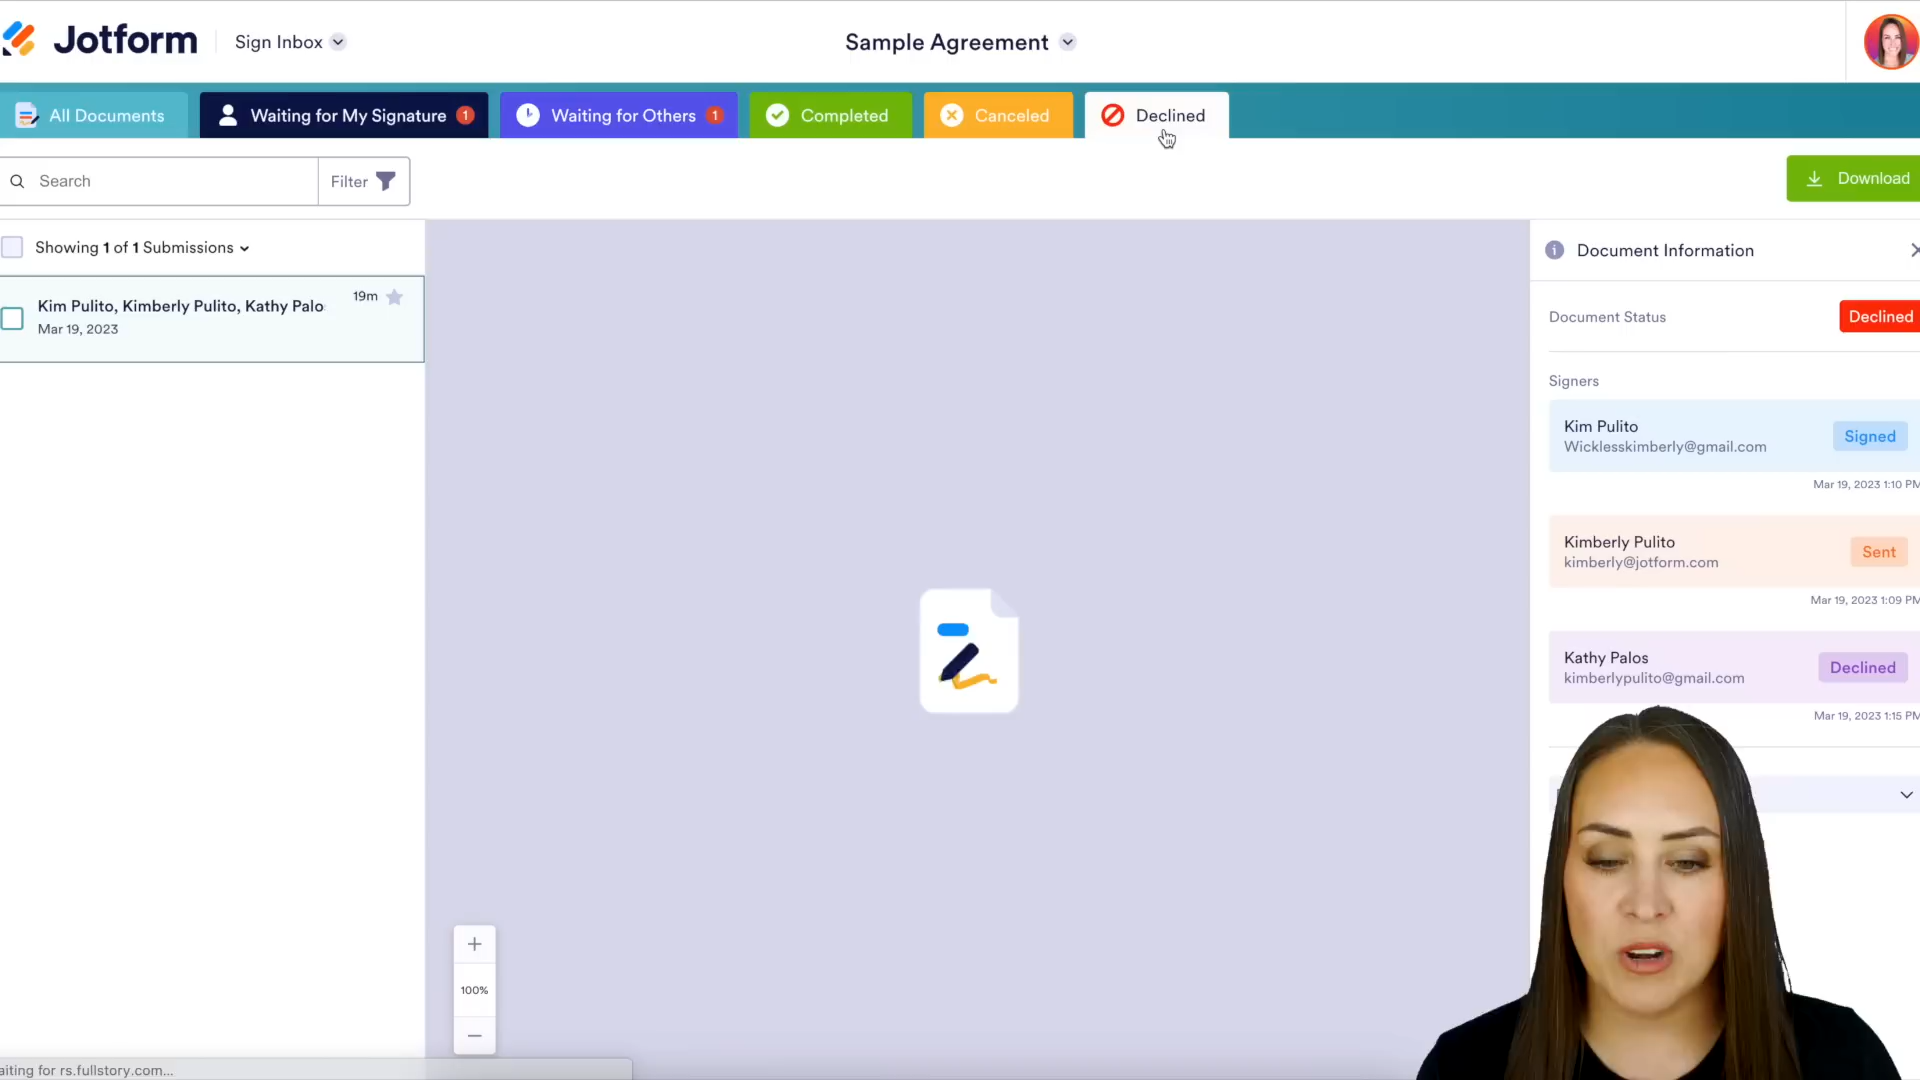 Jotform
Sign Inbox
Sample Agreement
All Documents
Waiting for My Signature 1
Waiting for Others 1
Completed
Canceled
Declined
Search
Filter
Download
Showing 1 of 1 Submissions
Kim Pulito, Kimberly Pulito, Kathy Palo
19m
Mar 19, 2023
Document Information
Document Status
Declined
Signers
Kim Pulito
Wicklesskimberly@gmail.com
Signed
Mar 19, 2023 1:10 PM
Kimberly Pulito
kimberly@jotform.com
Sent
Mar 19, 2023 1:09 PM
Kathy Palos
kimberlypulito@gmail.com
Declined
Mar 19, 2023 1:15 PM
100%
aiting for rs.fullstory.com...